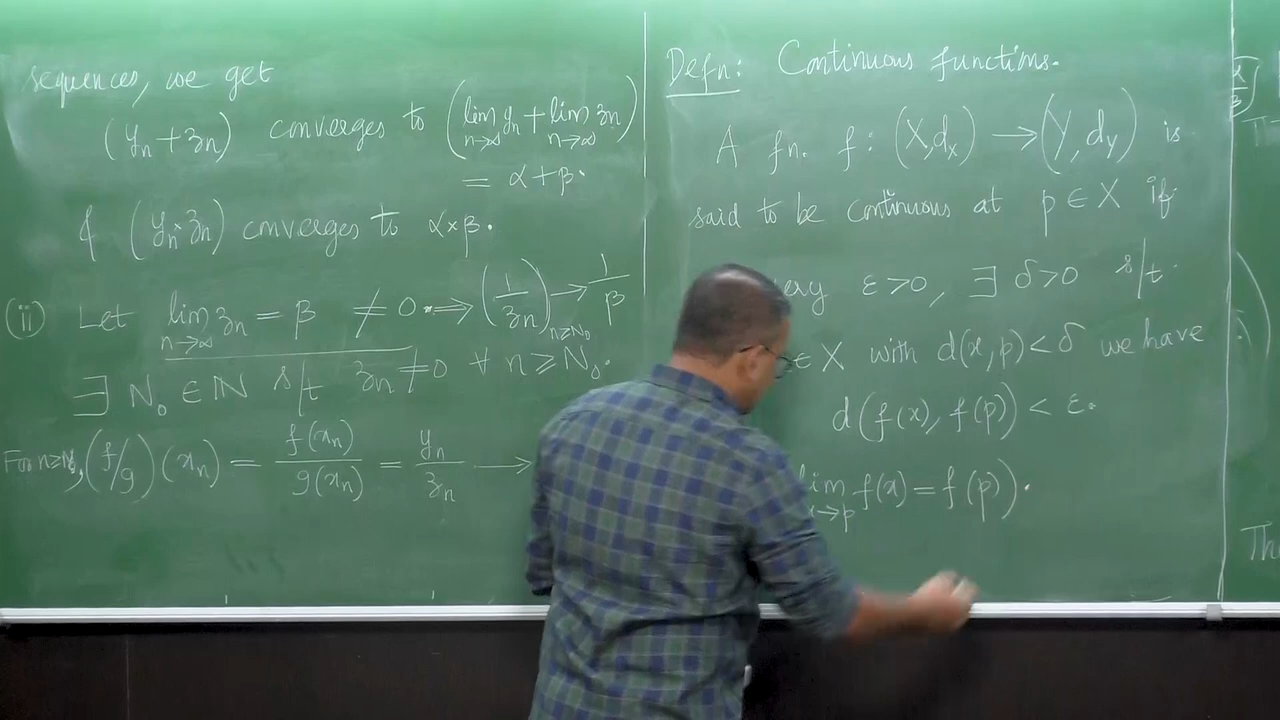 sequences, we get
(yₙ + zₙ) converges to (lim yₙ + lim zₙ)
n→∞ n→∞
= α + β.
& (yₙ × zₙ) converges to α × β.
(ii) Let lim zₙ = β ≠ 0 ⟹ (1/zₙ)n≥N₀ → 1/β
n→∞
∃ N₀ ∈ ℕ s/t zₙ ≠ 0 ∀ n ≥ N₀.
For n≥N₀, (f/g)(xₙ) = f(xₙ)/g(xₙ) = yₙ/zₙ →
Defn: Continuous functions.
A fn. f: (X, dₓ) → (Y, d_Y) is
said to be continuous at p ∈ X if
ε > 0, ∃ δ > 0 s/t.
∈ X with d(x, p) < δ we have
d(f(x), f(p)) < ε.
lim f(x) = f(p)).
x→p